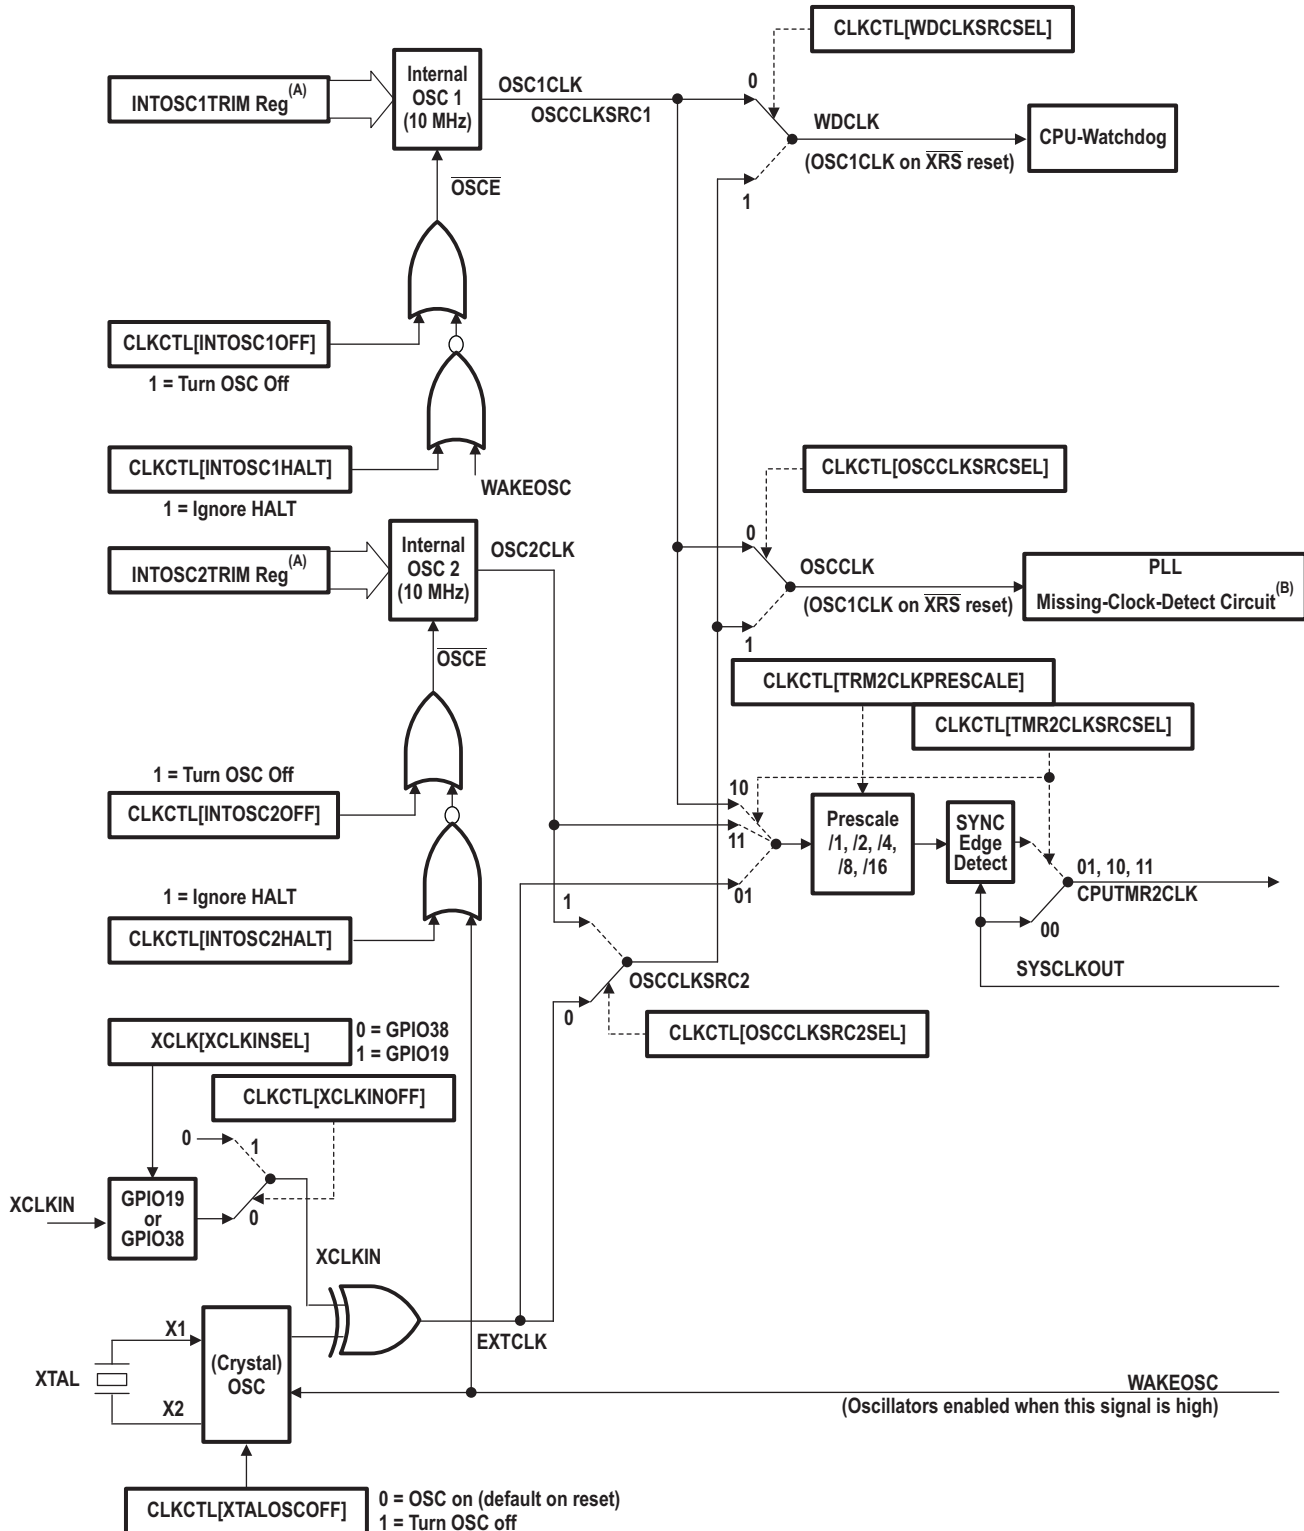 CLKCTL[WDCLKSRCSEL]
Internal
OSC 1
(10 MHz)
INTOSC1TRIM Reg(A)
OSC1CLK
OSCCLKSRC1
0
WDCLK
(OSC1CLK on XRS reset)
CPU-Watchdog
1
OSCE
CLKCTL[INTOSC1OFF]
1 = Turn OSC Off
CLKCTL[INTOSC1HALT]
1 = Ignore HALT
WAKEOSC
CLKCTL[OSCCLKSRCSEL]
Internal
OSC 2
(10 MHz)
INTOSC2TRIM Reg(A)
OSC2CLK
0
OSCCLK
(OSC1CLK on XRS reset)
PLL
Missing-Clock-Detect Circuit(B)
1
OSCE
CLKCTL[TRM2CLKPRESCALE]
CLKCTL[TMR2CLKSRCSEL]
1 = Turn OSC Off
CLKCTL[INTOSC2OFF]
10
11
01
Prescale
/1, /2, /4,
/8, /16
SYNC
Edge
Detect
01, 10, 11
CPUTMR2CLK
00
SYSCLKOUT
1 = Ignore HALT
CLKCTL[INTOSC2HALT]
1
OSCCLKSRC2
0
CLKCTL[OSCCLKSRC2SEL]
XCLK[XCLKINSEL]
0 = GPIO38
1 = GPIO19
CLKCTL[XCLKINOFF]
0
1
XCLKIN
GPIO19
or
GPIO38
0
XCLKIN
EXTCLK
X1
XTAL
X2
(Crystal)
OSC
WAKEOSC
(Oscillators enabled when this signal is high)
CLKCTL[XTALOSCOFF]
0 = OSC on (default on reset)
1 = Turn OSC off